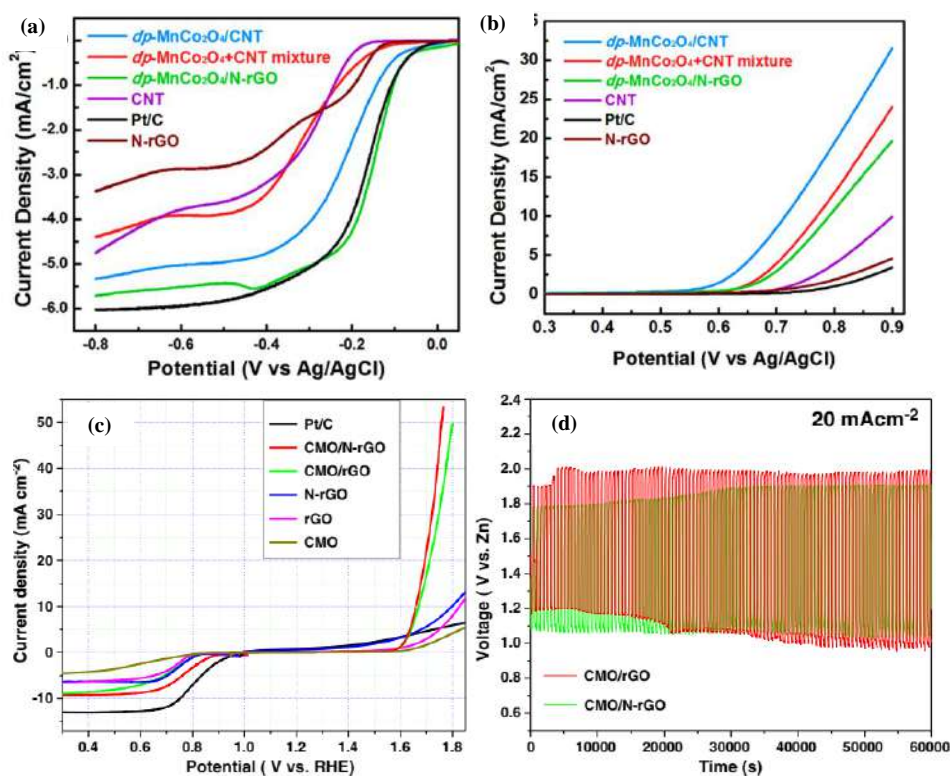 (a)
dp-MnCo₂O₄/CNT
dp-MnCo₂O₄+CNT mixture
dp-MnCo₂O₄/N-rGO
CNT
Pt/C
N-rGO
Current Density (mA/cm²)
-1.0
-2.0
-3.0
-4.0
-5.0
-6.0
-0.8
-0.6
-0.4
-0.2
0.0
Potential (V vs Ag/AgCl)
(b)
dp-MnCo₂O₄/CNT
dp-MnCo₂O₄+CNT mixture
dp-MnCo₂O₄/N-rGO
CNT
Pt/C
N-rGO
Current Density (mA/cm²)
30
25
20
15
10
5
0
0.3
0.4
0.5
0.6
0.7
0.8
0.9
Potential (V vs Ag/AgCl)
(c)
Pt/C
CMO/N-rGO
CMO/rGO
N-rGO
rGO
CMO
Current density (mA cm⁻²)
50
40
30
20
10
0
-10
0.4
0.6
0.8
1.0
1.2
1.4
1.6
1.8
Potential ( V vs. RHE)
(d)
20 mAcm⁻²
Voltage ( V vs. Zn)
2.4
2.2
2.0
1.8
1.6
1.4
1.2
1.0
0.8
0.6
CMO/rGO
CMO/N-rGO
0
10000
20000
30000
40000
50000
60000
Time (s)